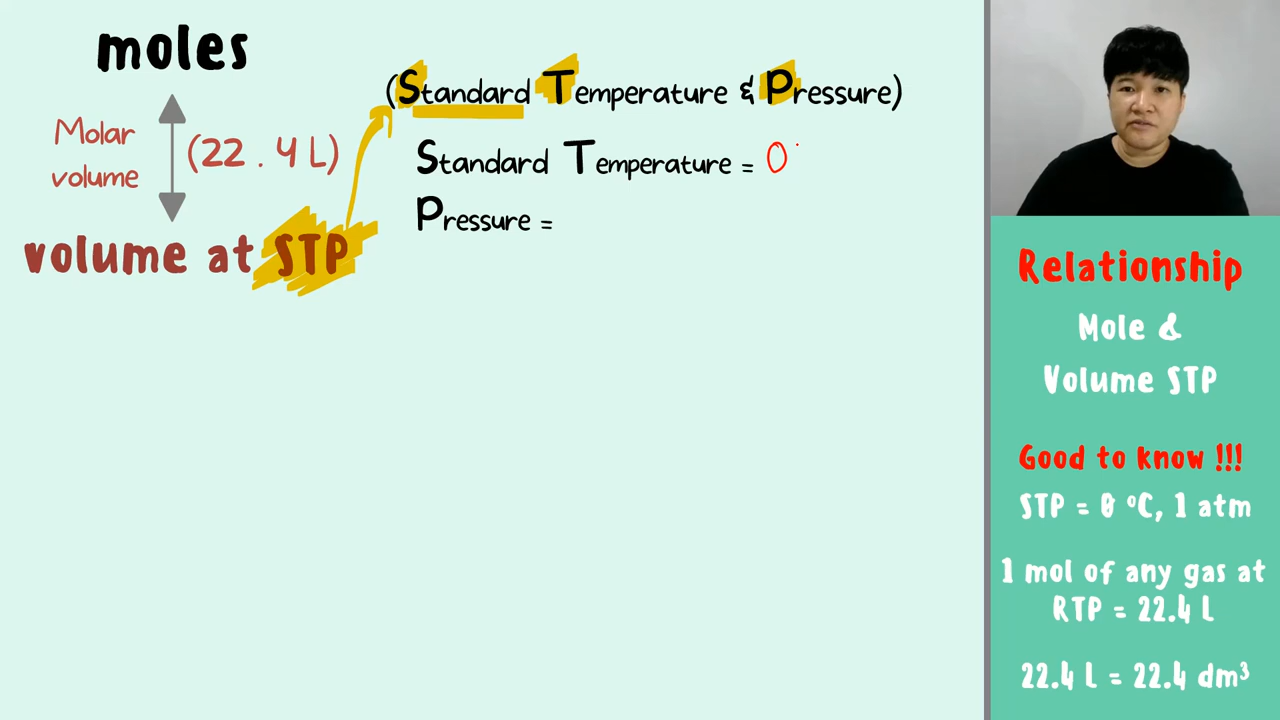 moles
(Standard Temperature & Pressure)
Molar
volume
(22.4 L)
Standard Temperature = 0
Pressure =
volume at STP
Relationship
Mole &
Volume STP
Good to know !!!
STP = 0 °C, 1 atm
1 mol of any gas at
RTP = 22.4 L
22.4 L = 22.4 dm³